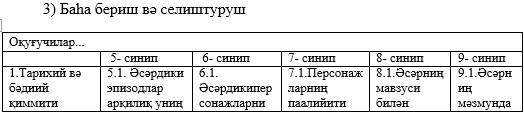 3) Баһа бериш вә селиштуруш
Оқуғучилар...
5- синип 6- синип 7- синип 8- синип 9- синип
1.Тарихий вә 5.1. Әсәрдики 6.1. 7.1.Персонаж 8.1.Әсәрниң 9.1.Әсәрн
бәдиий эпизодлар Әсәрдикипер ларниң мавзуси иң
қиммити арқилиқ униң сонажларни паалийити билән мәзмунда